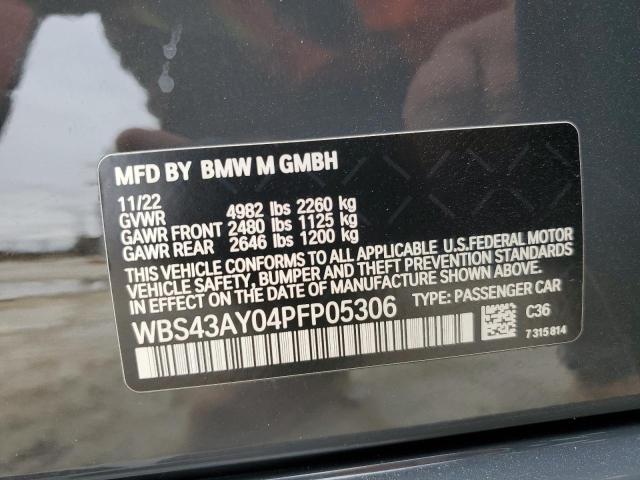 MFD BY BMW M GMBH
11/22
GVWR 4982 lbs 2260 kg
GAWR FRONT 2480 lbs 1125 kg
GAWR REAR 2646 lbs 1200 kg
THIS VEHICLE CONFORMS TO ALL APPLICABLE U.S.FEDERAL MOTOR
VEHICLE SAFETY, BUMPER AND THEFT PREVENTION STANDARDS
IN EFFECT ON THE DATE OF MANUFACTURE SHOWN ABOVE.
WBS43AY04PFP05306 TYPE: PASSENGER CAR
C36
7 315 814